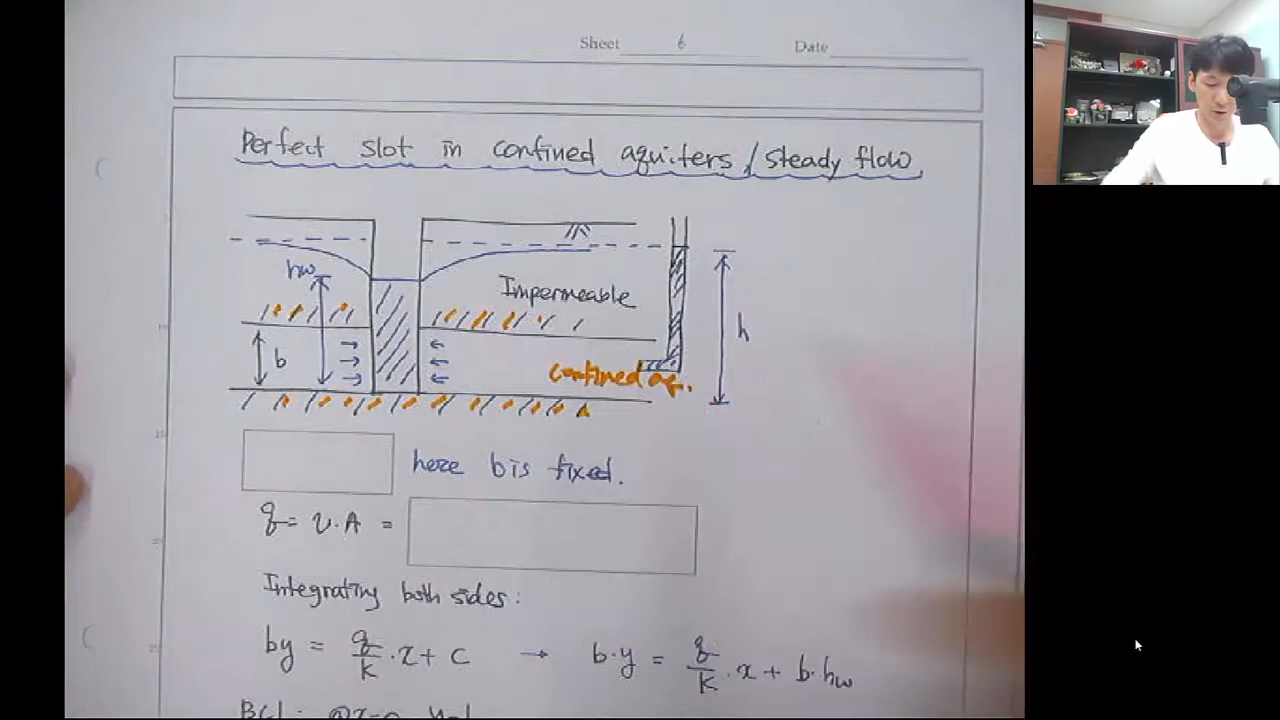 Sheet 6 Date
Perfect slot in confined aquifers / steady flow
hw
Impermeable
h
b
confined aq.
here b is fixed.
q = v·A =
Integrating both sides:
by = q/k · x + c → b·y = q/k · x + b·hw